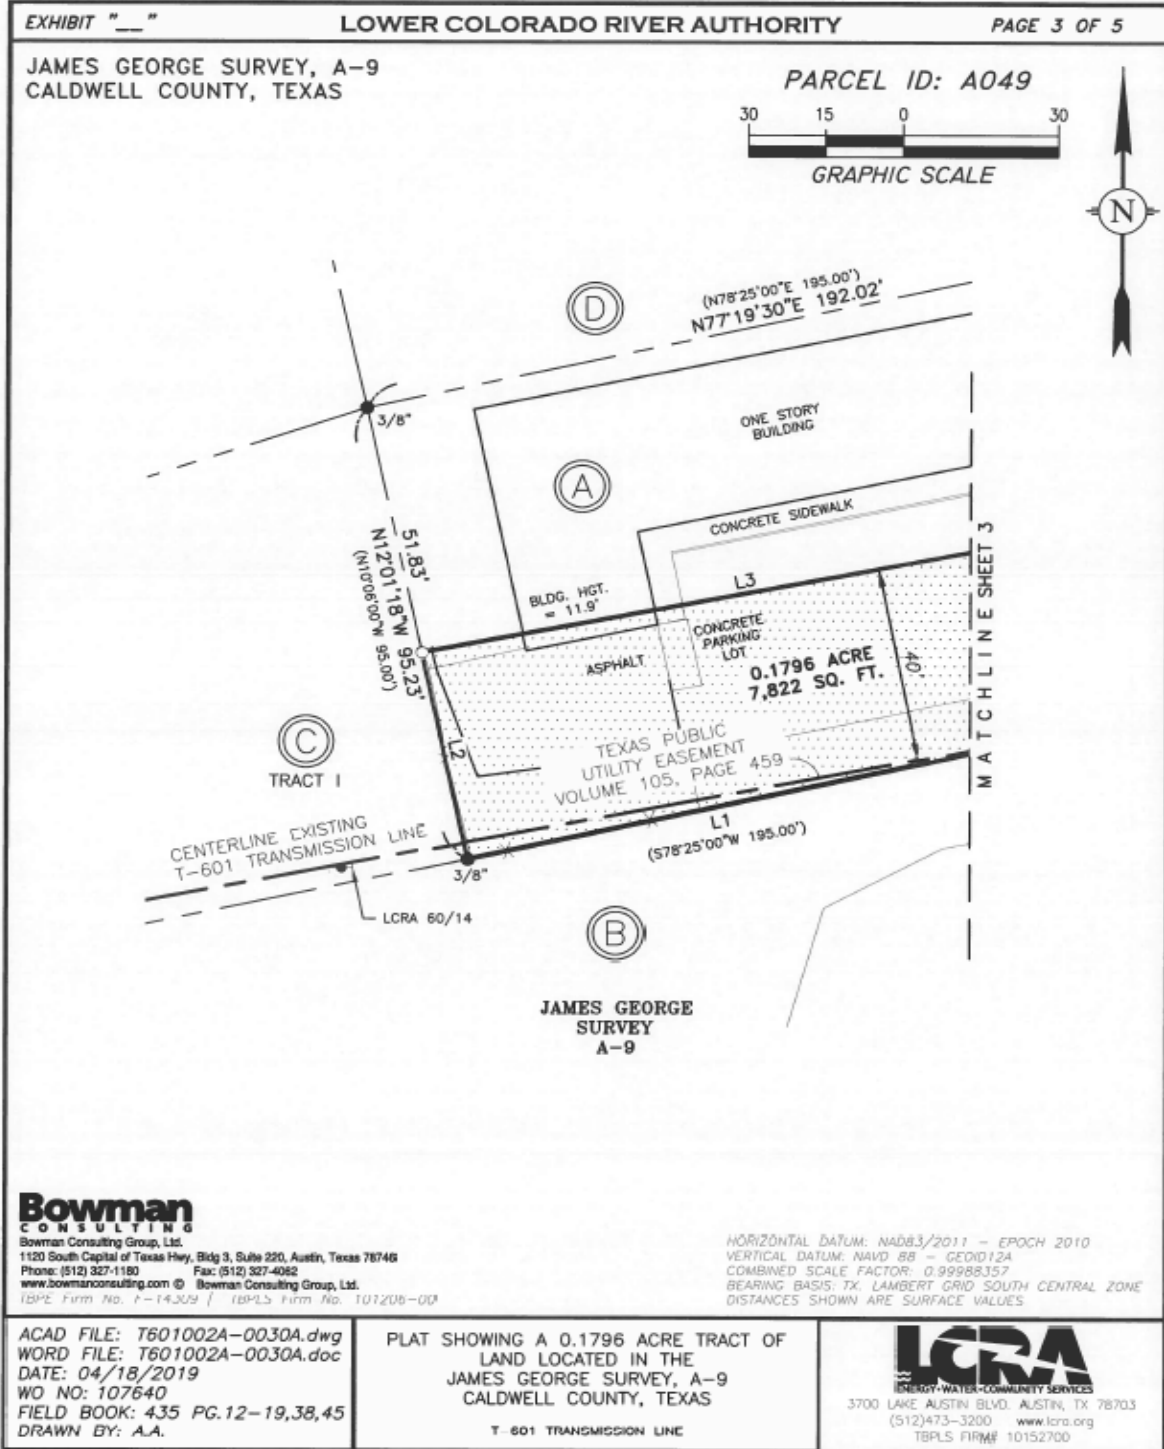 EXHIBIT "__"
LOWER COLORADO RIVER AUTHORITY
PAGE 3 OF 5
JAMES GEORGE SURVEY, A-9
CALDWELL COUNTY, TEXAS
PARCEL ID: A049
30 15 0 30
GRAPHIC SCALE
N
D
(N78°25'00"E 195.00')
N77°19'30"E 192.02'
3/8"
ONE STORY
BUILDING
A
CONCRETE SIDEWALK
51.83'
N12°01'18"W 95.23'
(N10°06'00"W 95.00')
BLDG. HGT.
= 11.9'
L3
CONCRETE
PARKING
LOT
ASPHALT
0.1796 ACRE
7,822 SQ. FT.
40'
MATCHLINE SHEET 3
L2
C
TRACT I
TEXAS PUBLIC
UTILITY EASEMENT
VOLUME 105, PAGE 459
CENTERLINE EXISTING
T-601 TRANSMISSION LINE
L1
(S78°25'00"W 195.00')
3/8"
LCRA 60/14
B
JAMES GEORGE
SURVEY
A-9
Bowman
CONSULTING
Bowman Consulting Group, Ltd.
1120 South Capital of Texas Hwy, Bldg 3, Suite 220, Austin, Texas 78746
Phone: (512) 327-1180 Fax: (512) 327-4062
www.bowmanconsulting.com © Bowman Consulting Group, Ltd.
TBPE Firm No. F-14309 | TBPLS Firm No. 101206-00
HORIZONTAL DATUM: NAD83/2011 - EPOCH 2010
VERTICAL DATUM: NAVD 88 - GEOID12A
COMBINED SCALE FACTOR: 0.99988357
BEARING BASIS: TX. LAMBERT GRID SOUTH CENTRAL ZONE
DISTANCES SHOWN ARE SURFACE VALUES
ACAD FILE: T601002A-0030A.dwg
WORD FILE: T601002A-0030A.doc
DATE: 04/18/2019
WO NO: 107640
FIELD BOOK: 435 PG.12-19,38,45
DRAWN BY: A.A.
PLAT SHOWING A 0.1796 ACRE TRACT OF
LAND LOCATED IN THE
JAMES GEORGE SURVEY, A-9
CALDWELL COUNTY, TEXAS
T-601 TRANSMISSION LINE
LCRA
ENERGY•WATER•COMMUNITY SERVICES
3700 LAKE AUSTIN BLVD. AUSTIN, TX 78703
(512)473-3200 www.lcra.org
TBPLS FIRM# 10152700